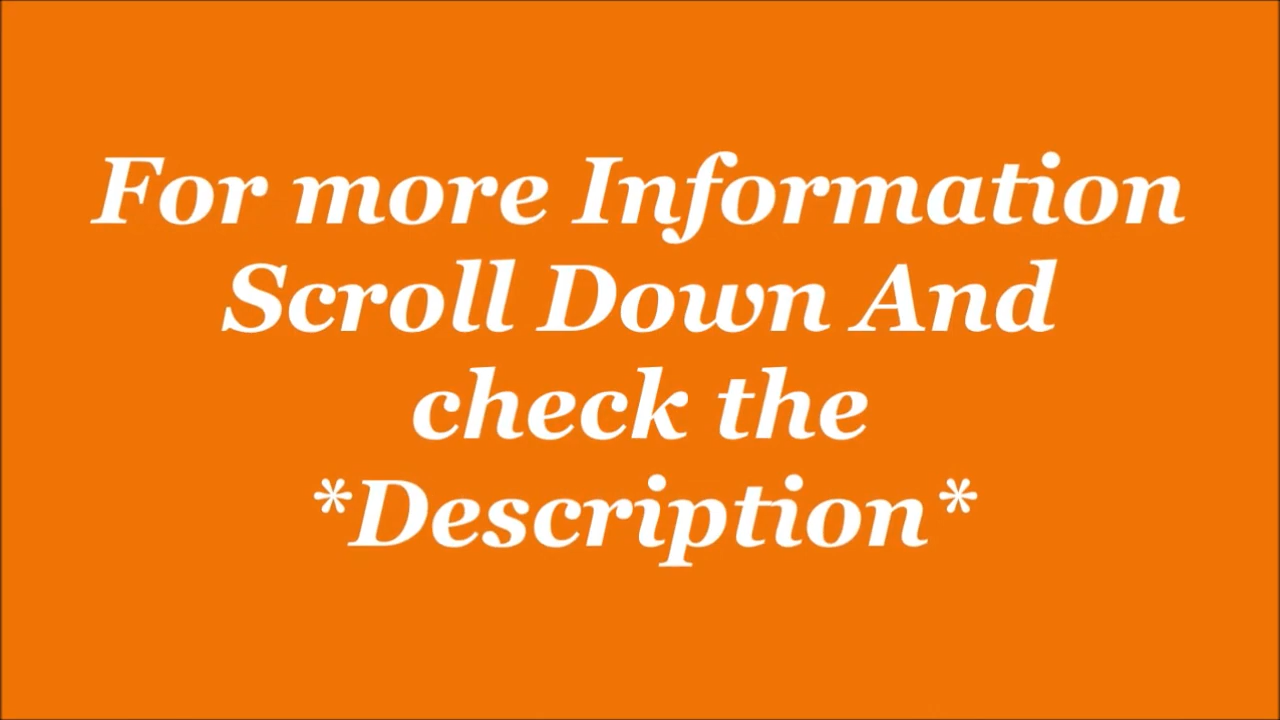 For more Information
Scroll Down And
check the
*Description*